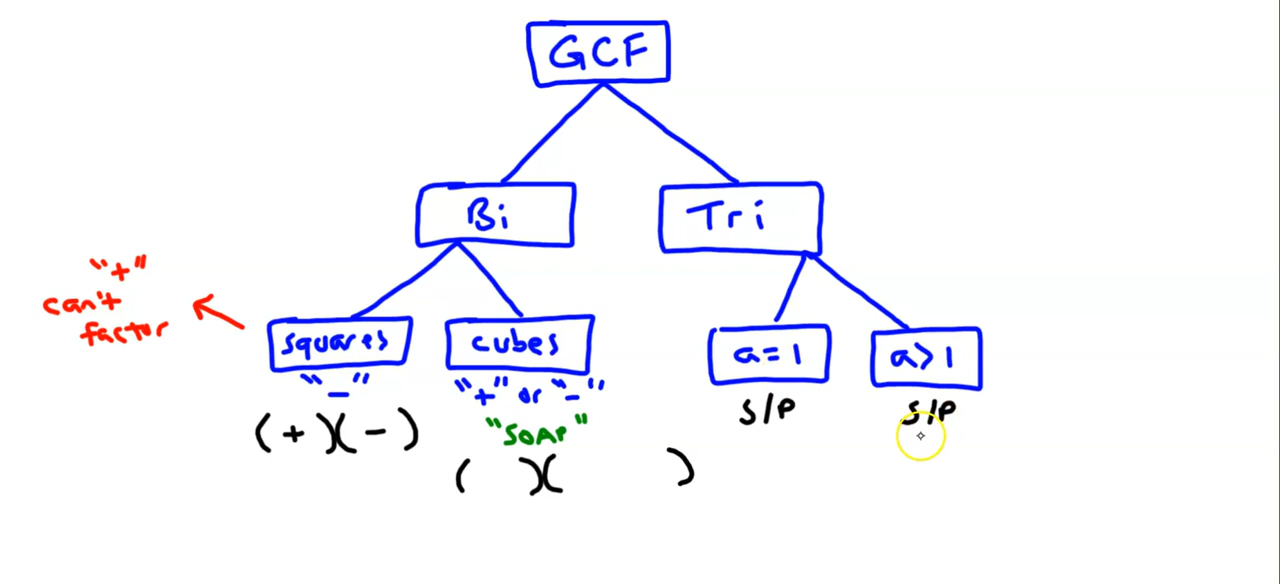 GCF
Bi
Tri
"+"
can't
factor
squares
cubes
a=1
a>1
"-"
"+" or "-"
S/P
S/P
(+)(-)
"SOAP"
( )( )